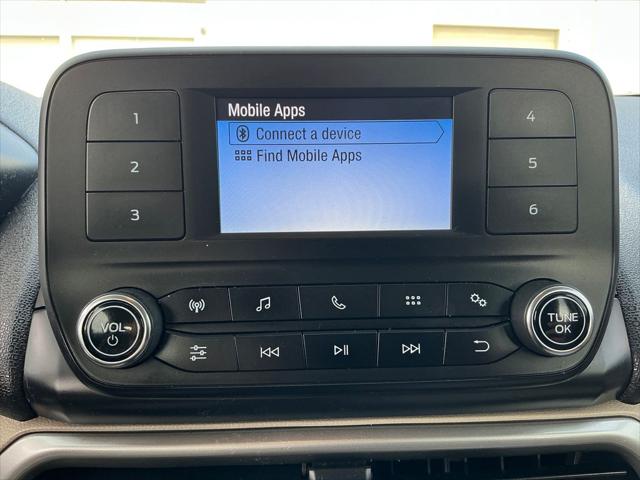 Mobile Apps
Connect a device
Find Mobile Apps
1
2
3
4
5
6
VOL
TUNE
OK